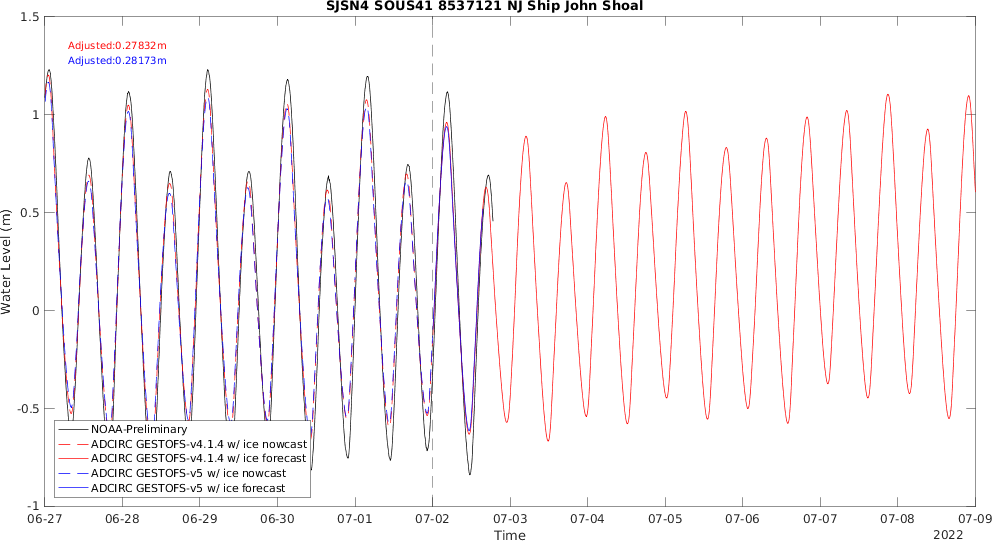 SJSN4 SOUS41 8537121 NJ Ship John Shoal
1.5
Adjusted:0.27832m
Adjusted:0.28173m
1
0.5
0
-0.5
-1
Water Level (m)
NOAA-Preliminary
ADCIRC GESTOFS-v4.1.4 w/ ice nowcast
ADCIRC GESTOFS-v4.1.4 w/ ice forecast
ADCIRC GESTOFS-v5 w/ ice nowcast
ADCIRC GESTOFS-v5 w/ ice forecast
06-27 06-28 06-29 06-30 07-01 07-02 07-03 07-04 07-05 07-06 07-07 07-08 07-09
Time
2022